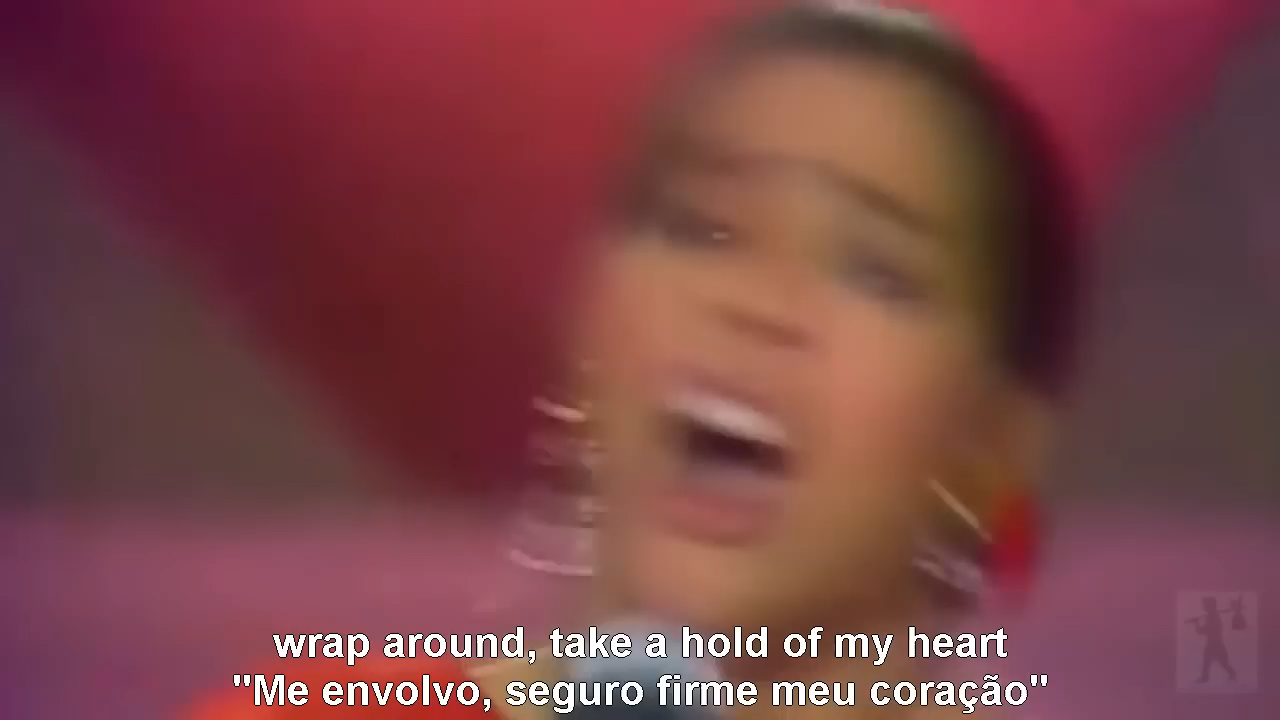 wrap around, take a hold of my heart
"Me envolvo, seguro firme meu coração"